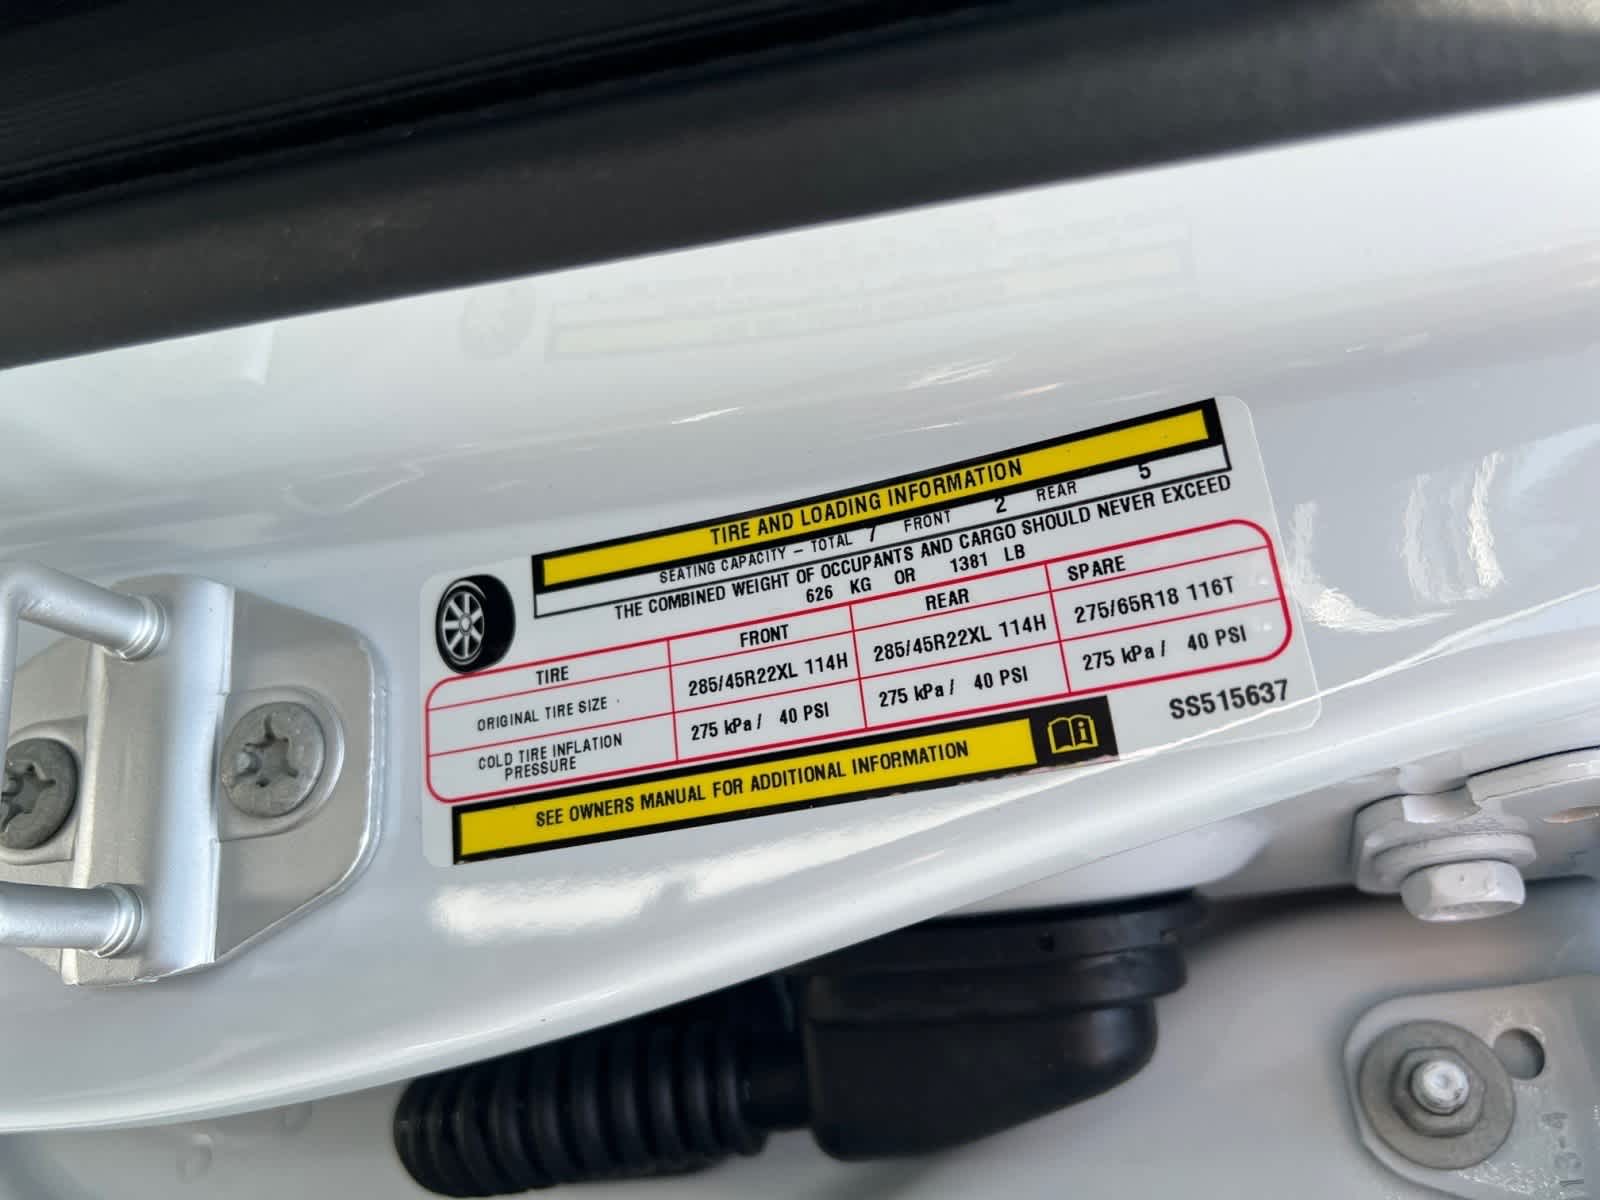 TIRE AND LOADING INFORMATION
SEATING CAPACITY – TOTAL 7 FRONT 2 REAR 5
THE COMBINED WEIGHT OF OCCUPANTS AND CARGO SHOULD NEVER EXCEED
626 KG OR 1381 LB
TIRE FRONT REAR SPARE
ORIGINAL TIRE SIZE 285/45R22XL 114H 285/45R22XL 114H 275/65R18 116T
COLD TIRE INFLATION PRESSURE 275 kPa / 40 PSI 275 kPa / 40 PSI 275 kPa / 40 PSI
SEE OWNERS MANUAL FOR ADDITIONAL INFORMATION
SS515637
13-4